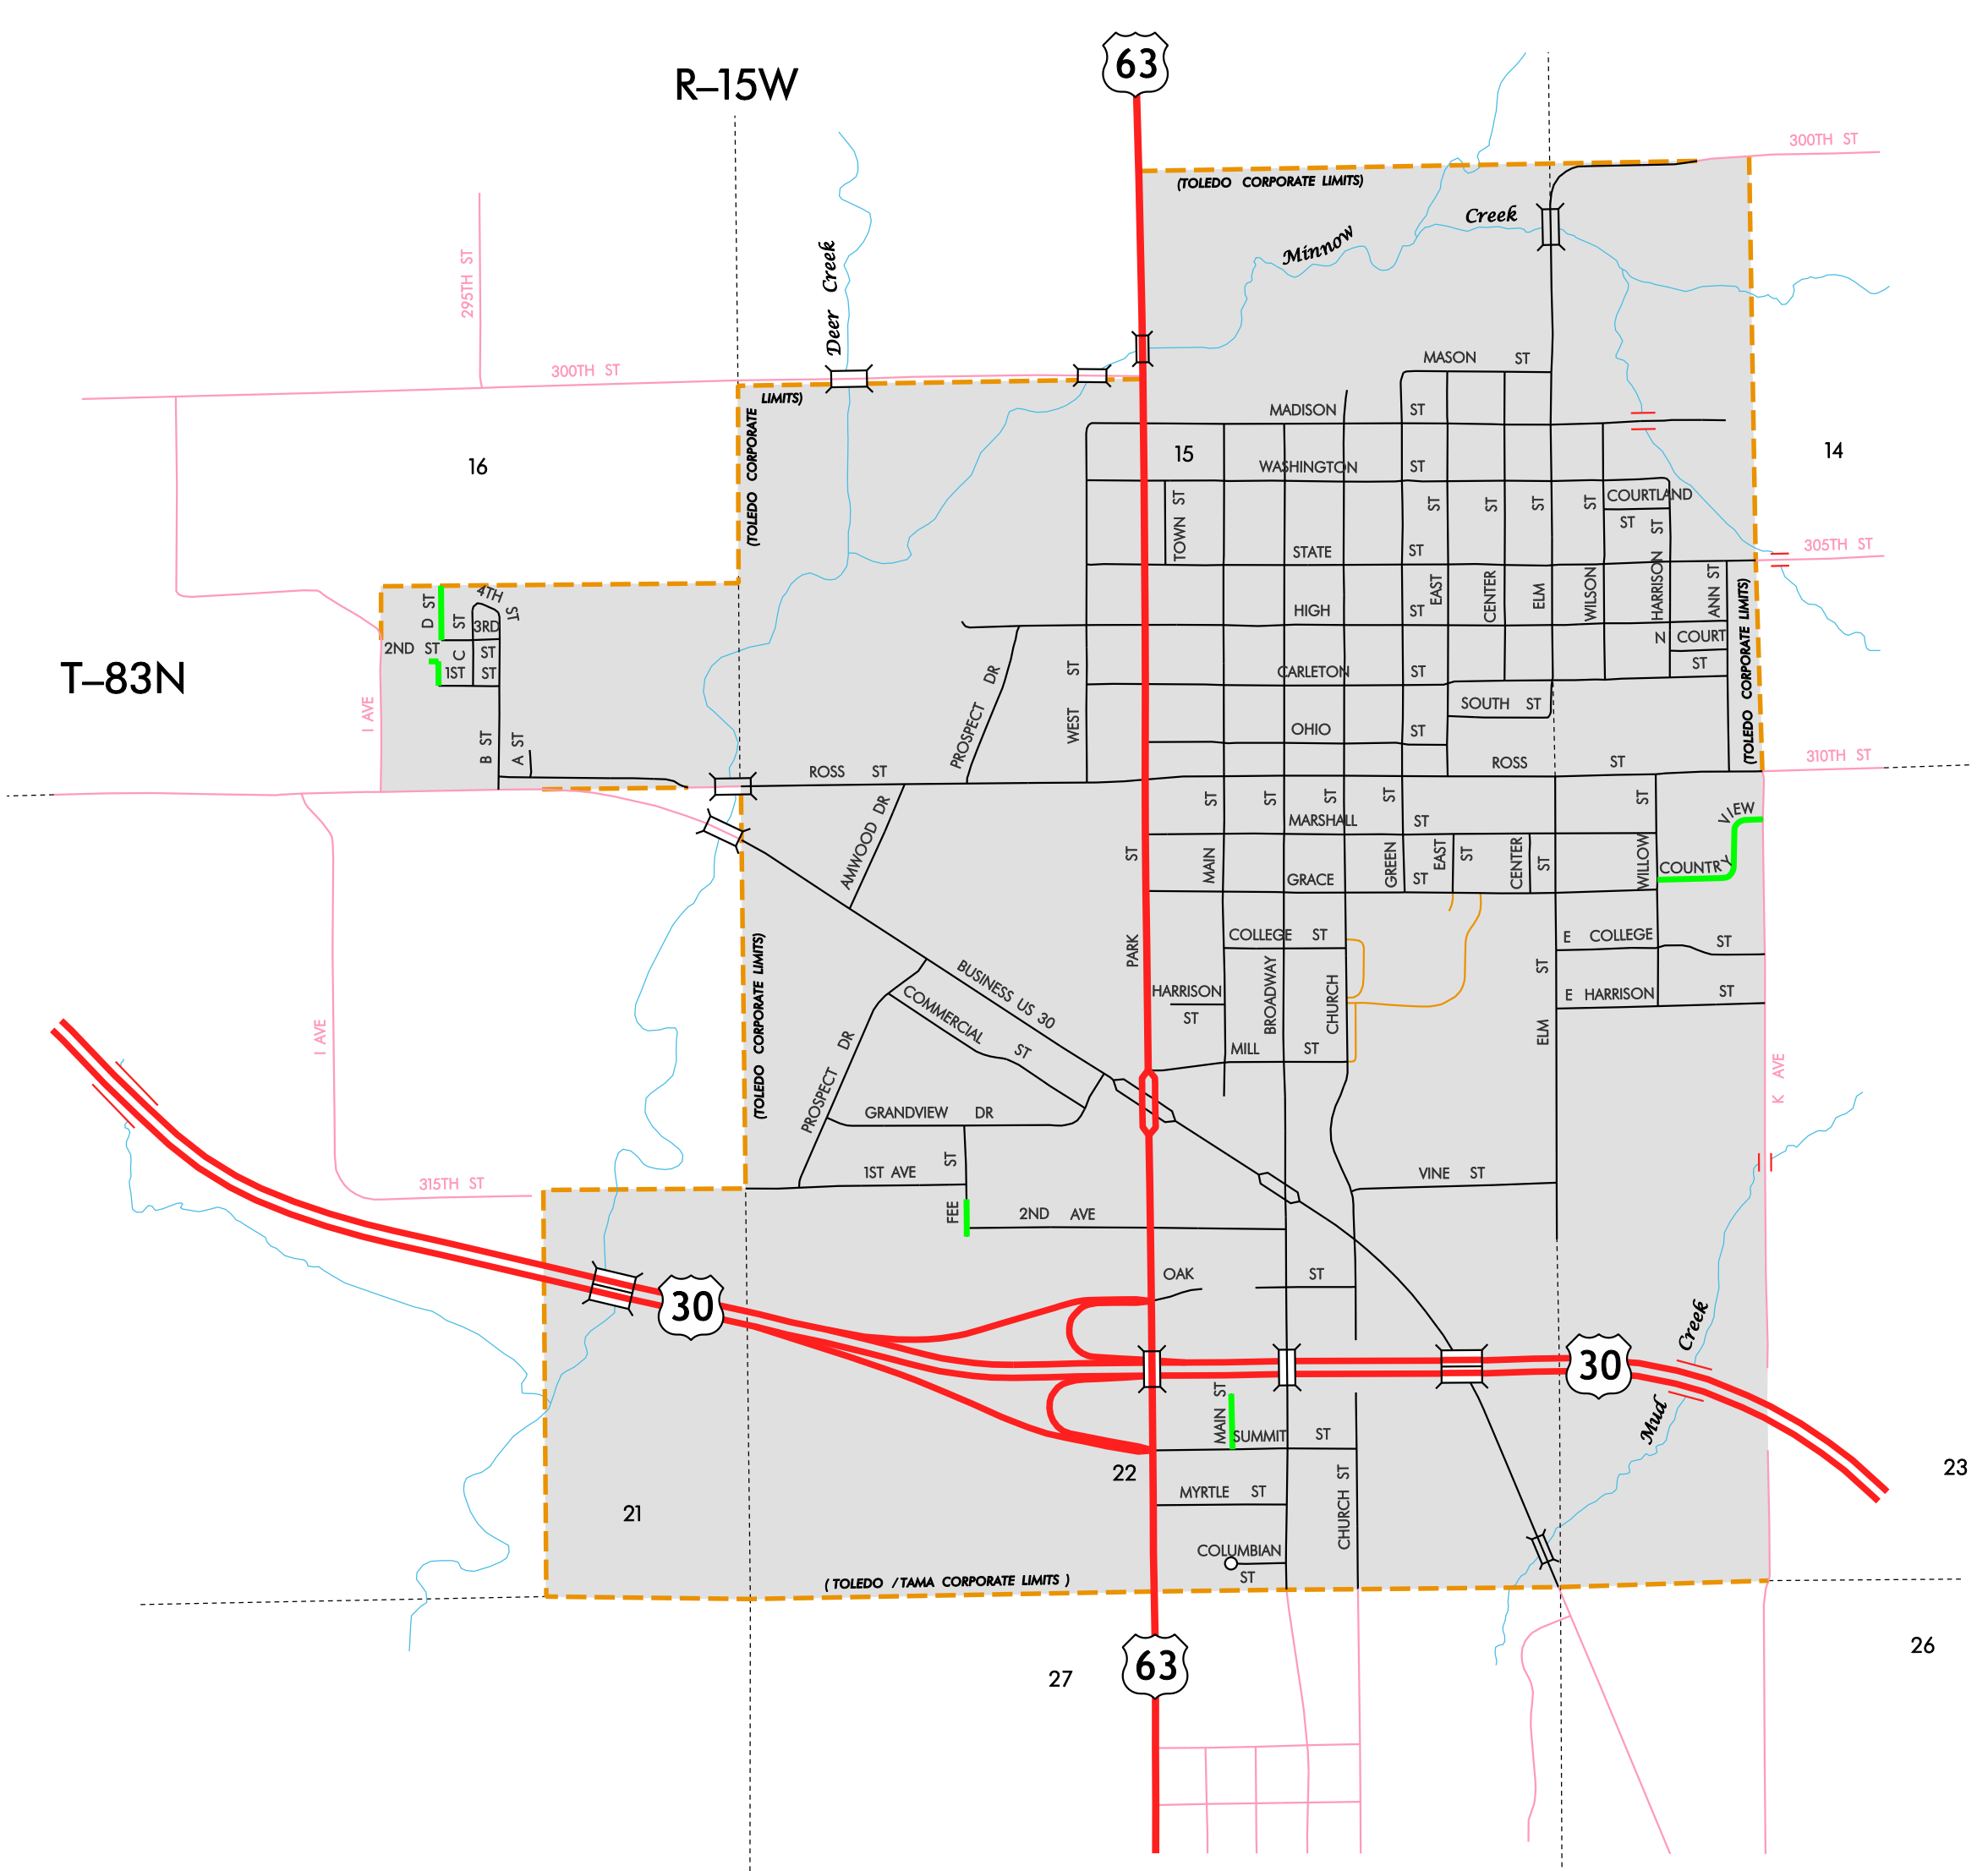 63
R–15W
300TH ST
(TOLEDO CORPORATE LIMITS)
Creek
Minnow
Deer Creek
295TH ST
MASON ST
300TH ST
(TOLEDO CORPORATE LIMITS)
MADISON ST
16
15
14
WASHINGTON ST
COURTLAND ST
TOWN ST
STATE ST
305TH ST
EAST ST
CENTER ST
ELM ST
WILSON ST
HARRISON ST
ANN ST
4TH ST
D ST
C ST
3RD ST
2ND ST
1ST ST
HIGH ST
N COURT ST
T–83N
(TOLEDO CORPORATE LIMITS)
CARLETON ST
WEST ST
PROSPECT DR
I AVE
SOUTH ST
OHIO ST
B ST
A ST
ROSS ST
ROSS ST
310TH ST
MARSHALL ST
AMWOOD DR
PARK ST
MAIN ST
BROADWAY ST
CHURCH ST
GREEN ST
EAST ST
CENTER ST
WILLOW ST
COUNTRY VIEW
GRACE ST
COLLEGE ST
E COLLEGE ST
BUSINESS US 30
COMMERCIAL ST
HARRISON ST
E HARRISON ST
ELM ST
(TOLEDO CORPORATE LIMITS)
I AVE
PROSPECT DR
MILL ST
K AVE
GRANDVIEW DR
1ST AVE
FEE ST
VINE ST
315TH ST
2ND AVE
OAK ST
30
30
Mud Creek
MAIN ST
SUMMIT ST
22
23
21
MYRTLE ST
CHURCH ST
COLUMBIAN ST
( TOLEDO / TAMA CORPORATE LIMITS )
63
27
26